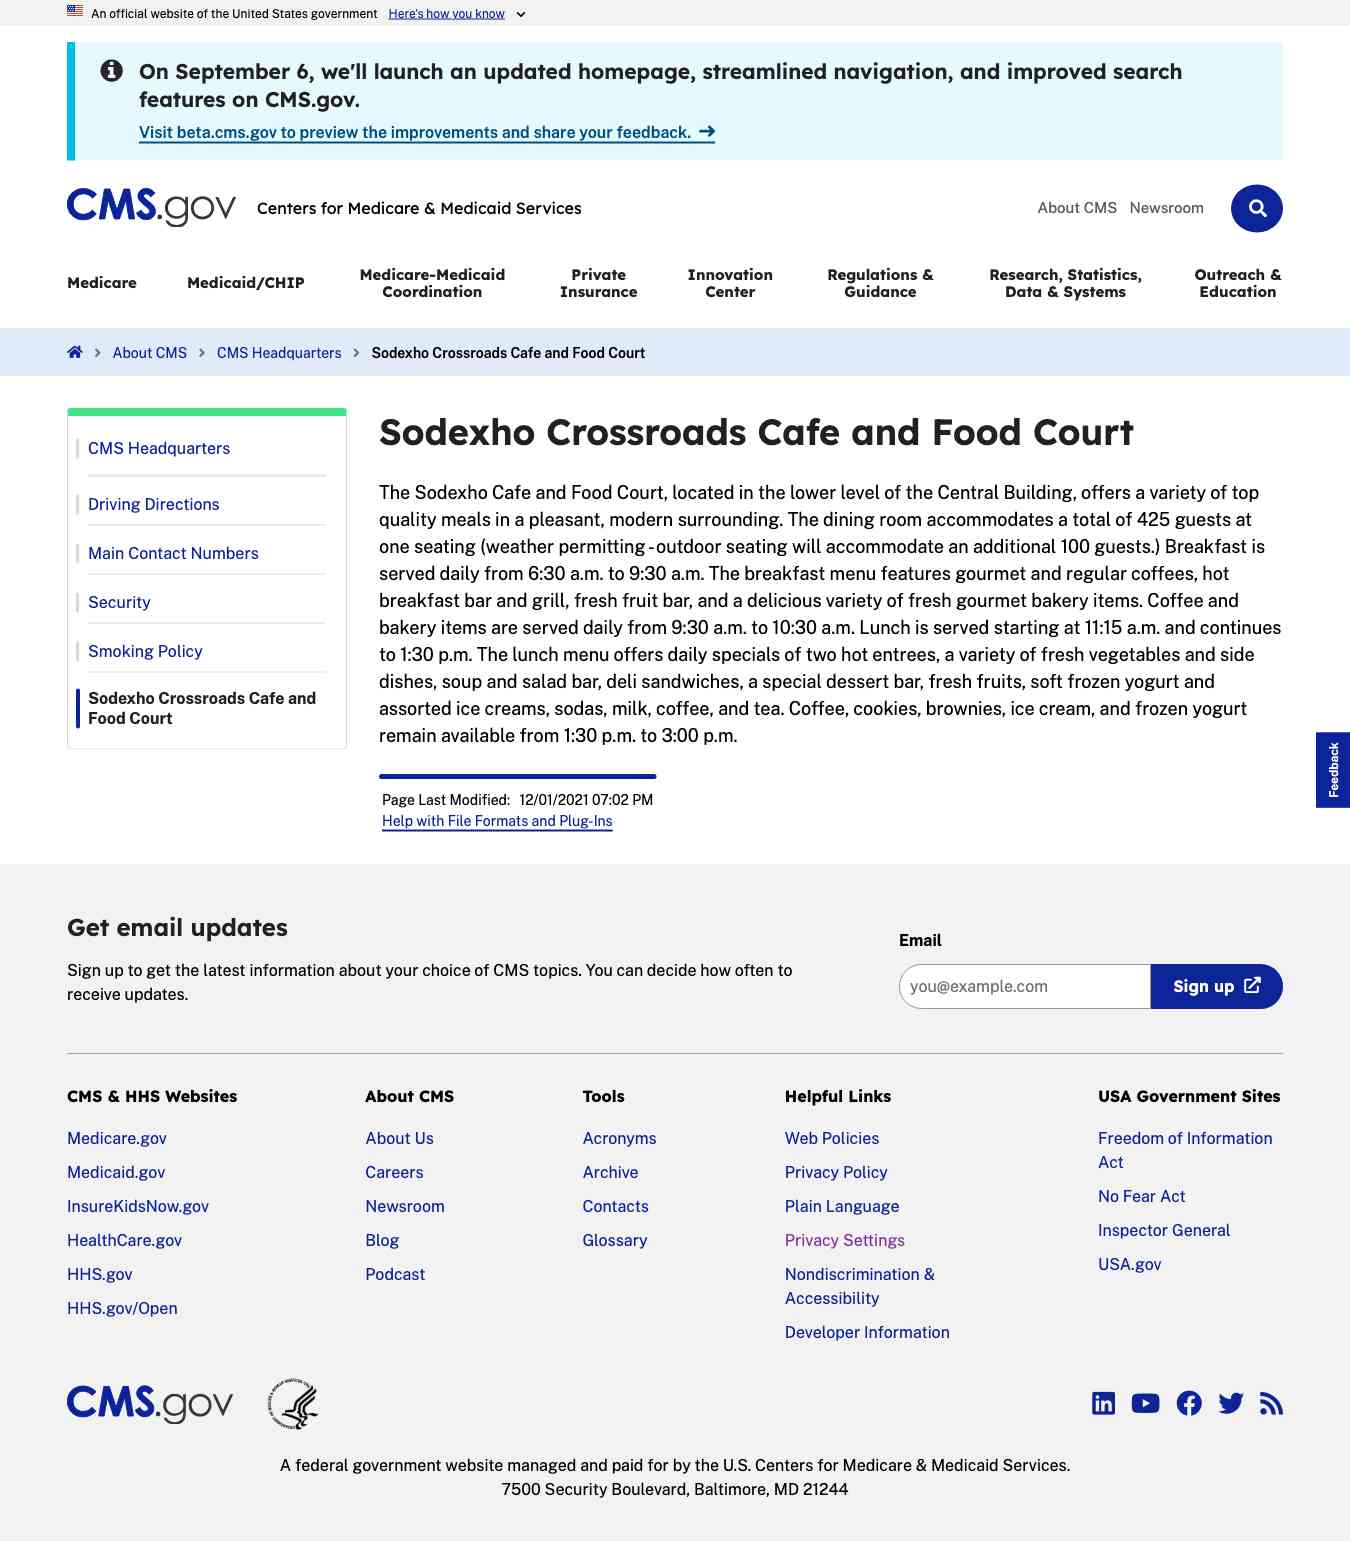 An official website of the United States government Here's how you know
On September 6, we'll launch an updated homepage, streamlined navigation, and improved search
features on CMS.gov.
Visit beta.cms.gov to preview the improvements and share your feedback.
CMS.gov Centers for Medicare & Medicaid Services About CMS Newsroom
Medicare
Medicaid/CHIP
Medicare-Medicaid
Coordination
Private
Insurance
Innovation
Center
Regulations &
Guidance
Research, Statistics,
Data & Systems
Outreach &
Education
About CMS CMS Headquarters Sodexho Crossroads Cafe and Food Court
CMS Headquarters
Driving Directions
Main Contact Numbers
Security
Smoking Policy
Sodexho Crossroads Cafe and
Food Court
Sodexho Crossroads Cafe and Food Court
The Sodexho Cafe and Food Court, located in the lower level of the Central Building, offers a variety of top
quality meals in a pleasant, modern surrounding. The dining room accommodates a total of 425 guests at
one seating (weather permitting - outdoor seating will accommodate an additional 100 guests.) Breakfast is
served daily from 6:30 a.m. to 9:30 a.m. The breakfast menu features gourmet and regular coffees, hot
breakfast bar and grill, fresh fruit bar, and a delicious variety of fresh gourmet bakery items. Coffee and
bakery items are served daily from 9:30 a.m. to 10:30 a.m. Lunch is served starting at 11:15 a.m. and continues
to 1:30 p.m. The lunch menu offers daily specials of two hot entrees, a variety of fresh vegetables and side
dishes, soup and salad bar, deli sandwiches, a special dessert bar, fresh fruits, soft frozen yogurt and
assorted ice creams, sodas, milk, coffee, and tea. Coffee, cookies, brownies, ice cream, and frozen yogurt
remain available from 1:30 p.m. to 3:00 p.m.
Feedback
Page Last Modified: 12/01/2021 07:02 PM
Help with File Formats and Plug-Ins
Get email updates
Sign up to get the latest information about your choice of CMS topics. You can decide how often to
receive updates.
Email
you@example.com Sign up
CMS & HHS Websites
Medicare.gov
Medicaid.gov
InsureKidsNow.gov
HealthCare.gov
HHS.gov
HHS.gov/Open
About CMS
About Us
Careers
Newsroom
Blog
Podcast
Tools
Acronyms
Archive
Contacts
Glossary
Helpful Links
Web Policies
Privacy Policy
Plain Language
Privacy Settings
Nondiscrimination &
Accessibility
Developer Information
USA Government Sites
Freedom of Information
Act
No Fear Act
Inspector General
USA.gov
CMS.gov
A federal government website managed and paid for by the U.S. Centers for Medicare & Medicaid Services.
7500 Security Boulevard, Baltimore, MD 21244